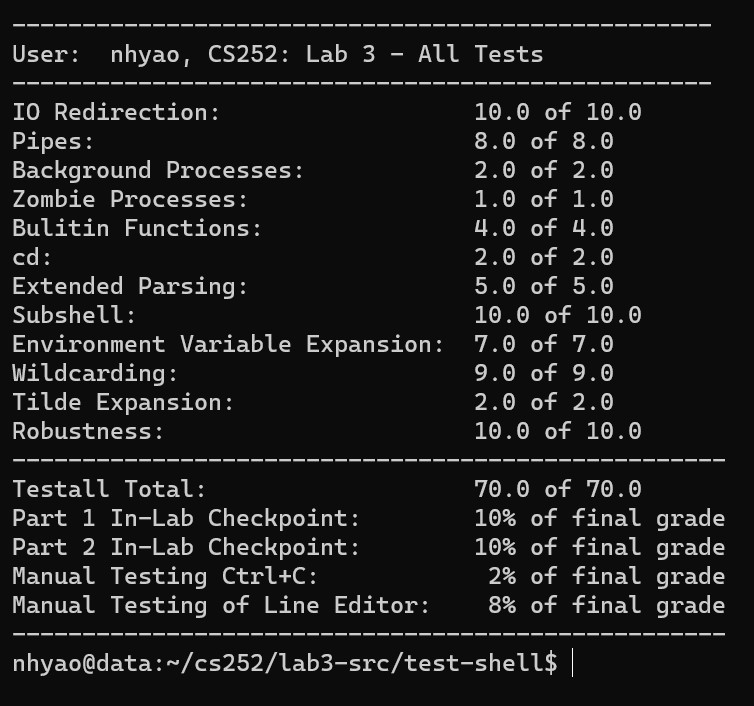 --------------------------------------------------
User:  nhyao, CS252: Lab 3 - All Tests
--------------------------------------------------
IO Redirection:                  10.0 of 10.0
Pipes:                           8.0 of 8.0
Background Processes:            2.0 of 2.0
Zombie Processes:                1.0 of 1.0
Bulitin Functions:               4.0 of 4.0
cd:                              2.0 of 2.0
Extended Parsing:                5.0 of 5.0
Subshell:                        10.0 of 10.0
Environment Variable Expansion:  7.0 of 7.0
Wildcarding:                     9.0 of 9.0
Tilde Expansion:                 2.0 of 2.0
Robustness:                      10.0 of 10.0
---------------------------------------------------
Testall Total:                   70.0 of 70.0
Part 1 In-Lab Checkpoint:        10% of final grade
Part 2 In-Lab Checkpoint:        10% of final grade
Manual Testing Ctrl+C:            2% of final grade
Manual Testing of Line Editor:    8% of final grade
---------------------------------------------------
nhyao@data:~/cs252/lab3-src/test-shell$